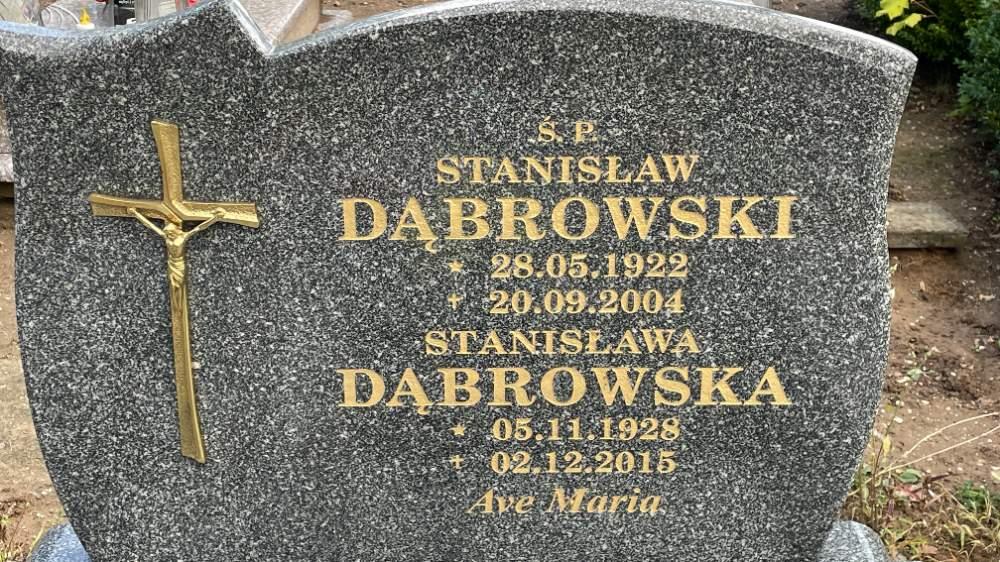 Ś. P.
STANISŁAW
DĄBROWSKI
* 28.05.1922
+ 20.09.2004
STANISŁAWA
DĄBROWSKA
* 05.11.1928
+ 02.12.2015
Ave Maria